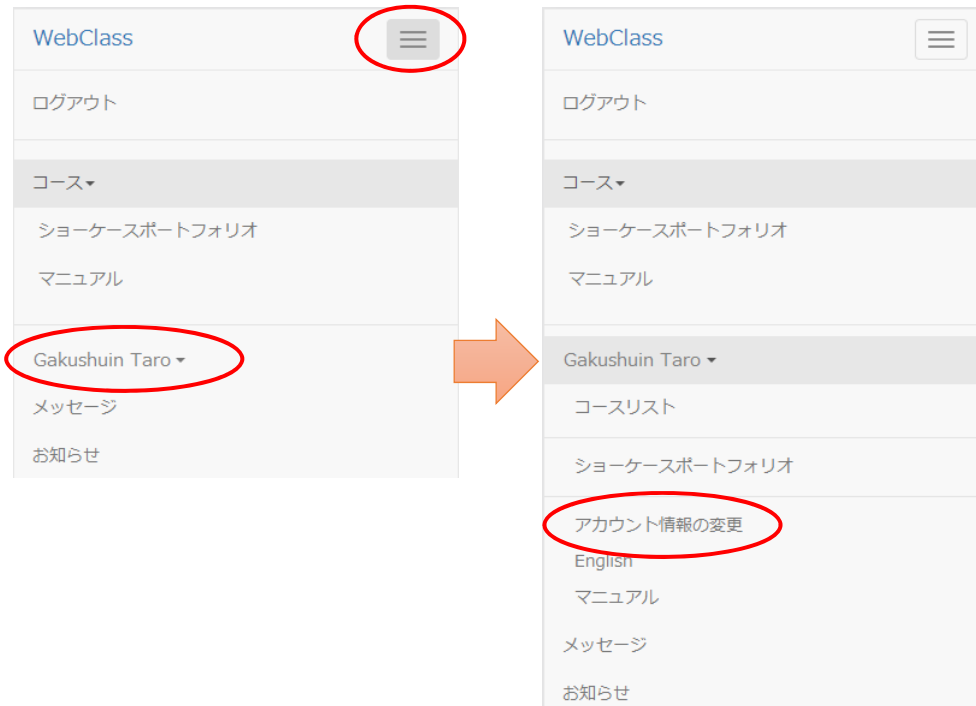 WebClass
ログアウト
コース▾
ショーケースポートフォリオ
マニュアル
Gakushuin Taro ▾
メッセージ
お知らせ
WebClass
ログアウト
コース▾
ショーケースポートフォリオ
マニュアル
Gakushuin Taro ▾
コースリスト
ショーケースポートフォリオ
アカウント情報の変更
English
マニュアル
メッセージ
お知らせ